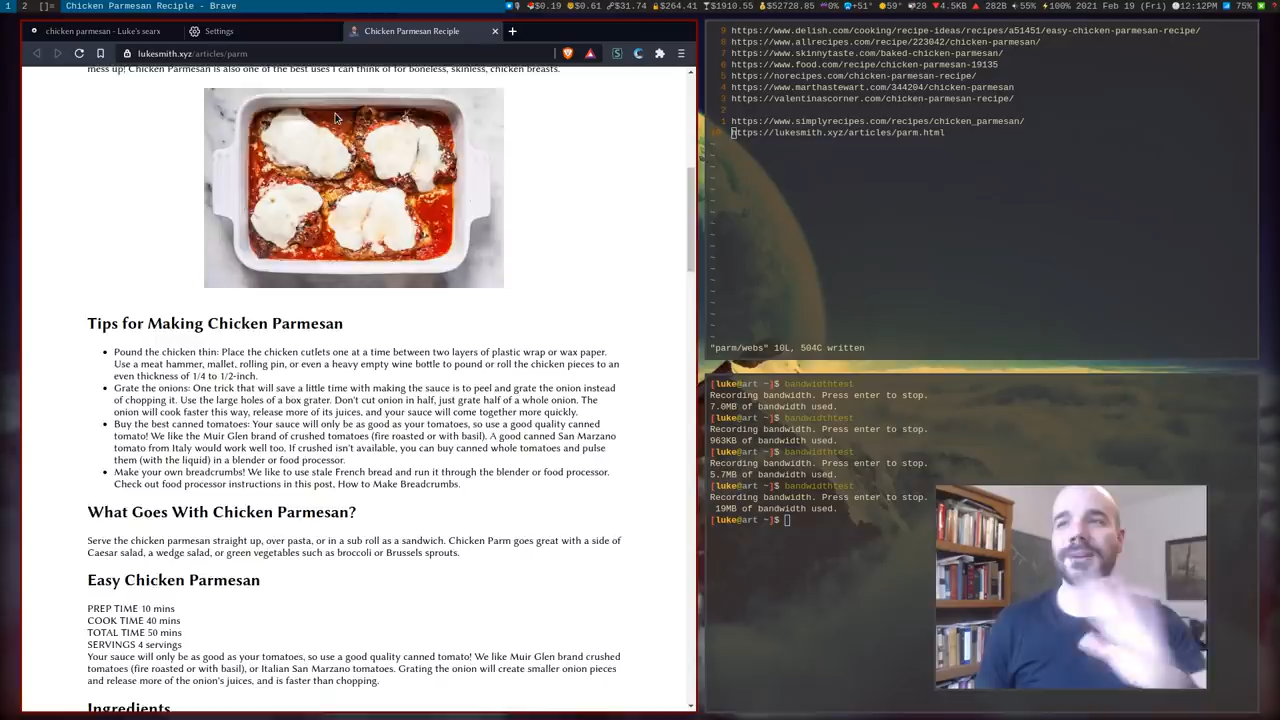 1 2 []= Chicken Parmesan Reciple - Brave
$0.19 $0.61 $31.74 $264.41 $1910.55 $52728.85 0% +51° 59° 28 4.5KB 282B 55% 100% 2021 Feb 19 (Fri) 12:12PM 75%
chicken parmesan - Luke's searx
Settings
Chicken Parmesan Reciple
lukesmith.xyz/articles/parm
mess up! Chicken Parmesan is also one of the best uses I can think of for boneless, skinless, chicken breasts.
Tips for Making Chicken Parmesan
• Pound the chicken thin: Place the chicken cutlets one at a time between two layers of plastic wrap or wax paper.
Use a meat hammer, mallet, rolling pin, or even a heavy empty wine bottle to pound or roll the chicken pieces to an
even thickness of 1/4 to 1/2-inch.
• Grate the onions: One trick that will save a little time with making the sauce is to peel and grate the onion instead
of chopping it. Use the large holes of a box grater. Don't cut onion in half, just grate half of a whole onion. The
onion will cook faster this way, release more of its juices, and your sauce will come together more quickly.
• Buy the best canned tomatoes: Your sauce will only be as good as your tomatoes, so use a good quality canned
tomato! We like the Muir Glen brand of crushed tomatoes (fire roasted or with basil). A good canned San Marzano
tomato from Italy would work well too. If crushed isn't available, you can buy canned whole tomatoes and pulse
them (with the liquid) in a blender or food processor.
• Make your own breadcrumbs! We like to use stale French bread and run it through the blender or food processor.
Check out food processor instructions in this post, How to Make Breadcrumbs.
What Goes With Chicken Parmesan?
Serve the chicken parmesan straight up, over pasta, or in a sub roll as a sandwich. Chicken Parm goes great with a side of
Caesar salad, a wedge salad, or green vegetables such as broccoli or Brussels sprouts.
Easy Chicken Parmesan
PREP TIME 10 mins
COOK TIME 40 mins
TOTAL TIME 50 mins
SERVINGS 4 servings
Your sauce will only be as good as your tomatoes, so use a good quality canned tomato! We like Muir Glen brand crushed
tomatoes (fire roasted or with basil), or Italian San Marzano tomatoes. Grating the onion will create smaller onion pieces
and release more of the onion's juices, and is faster than chopping.
Ingredients
9 https://www.delish.com/cooking/recipe-ideas/recipes/a51451/easy-chicken-parmesan-recipe/
8 https://www.allrecipes.com/recipe/223042/chicken-parmesan/
7 https://www.skinnytaste.com/baked-chicken-parmesan/
6 https://www.food.com/recipe/chicken-parmesan-19135
5 https://norecipes.com/chicken-parmesan-recipe/
4 https://www.marthastewart.com/344204/chicken-parmesan
3 https://valentinascorner.com/chicken-parmesan-recipe/
2
1 https://www.simplyrecipes.com/recipes/chicken_parmesan/
10 https://lukesmith.xyz/articles/parm.html
"parm/webs" 10L, 504C written
[luke@art ~]$ bandwidthtest
Recording bandwidth. Press enter to stop.
7.0MB of bandwidth used.
[luke@art ~]$ bandwidthtest
Recording bandwidth. Press enter to stop.
963KB of bandwidth used.
[luke@art ~]$ bandwidthtest
Recording bandwidth. Press enter to stop.
5.7MB of bandwidth used.
[luke@art ~]$ bandwidthtest
Recording bandwidth. Press enter to stop.
19MB of bandwidth used.
[luke@art ~]$